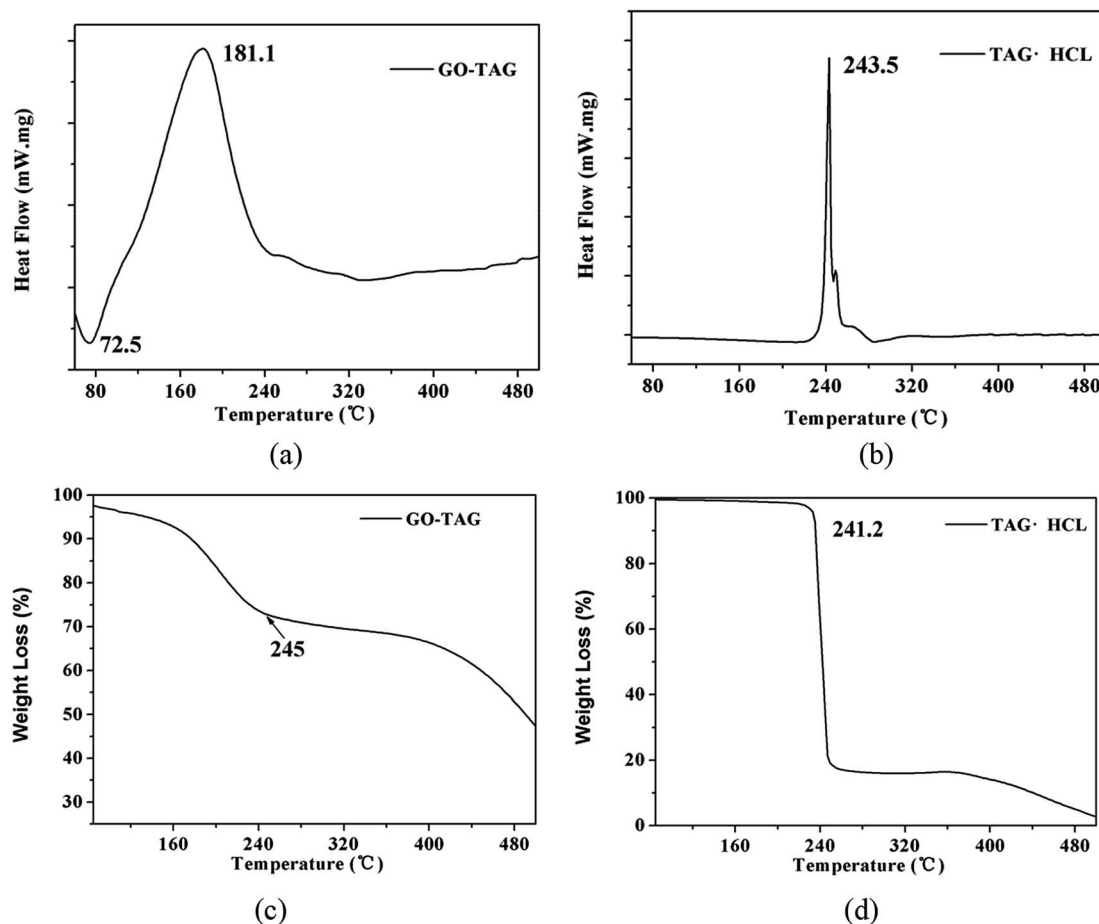 181.1
GO-TAG
72.5
Heat Flow (mW.mg)
80 160 240 320 400 480
Temperature (℃)
(a)
243.5
TAG· HCL
Heat Flow (mW.mg)
80 160 240 320 400 480
Temperature (℃)
(b)
100
90
80
70
60
50
40
30
GO-TAG
245
Weight Loss (%)
160 240 320 400 480
Temperature (℃)
(c)
100
80
60
40
20
0
241.2
TAG· HCL
Weight Loss (%)
160 240 320 400 480
Temperature (℃)
(d)